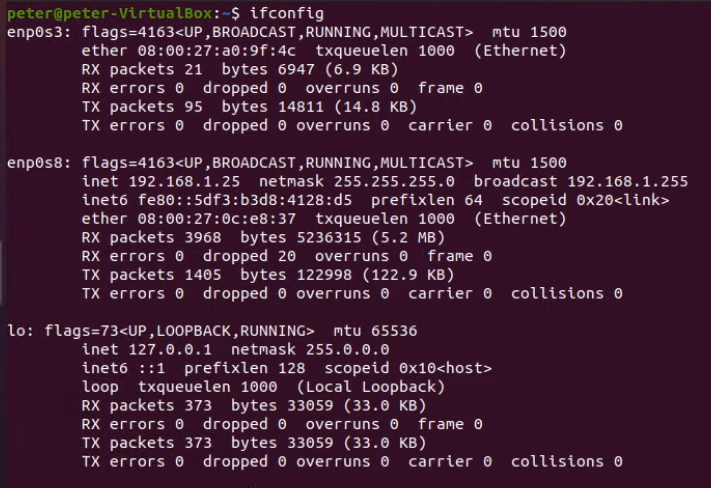 peter@peter-VirtualBox:~$ ifconfig
enp0s3: flags=4163<UP,BROADCAST,RUNNING,MULTICAST>  mtu 1500
        ether 08:00:27:a0:9f:4c  txqueuelen 1000  (Ethernet)
        RX packets 21  bytes 6947 (6.9 KB)
        RX errors 0  dropped 0  overruns 0  frame 0
        TX packets 95  bytes 14811 (14.8 KB)
        TX errors 0  dropped 0 overruns 0  carrier 0  collisions 0

enp0s8: flags=4163<UP,BROADCAST,RUNNING,MULTICAST>  mtu 1500
        inet 192.168.1.25  netmask 255.255.255.0  broadcast 192.168.1.255
        inet6 fe80::5df3:b3d8:4128:d5  prefixlen 64  scopeid 0x20<link>
        ether 08:00:27:0c:e8:37  txqueuelen 1000  (Ethernet)
        RX packets 3968  bytes 5236315 (5.2 MB)
        RX errors 0  dropped 20  overruns 0  frame 0
        TX packets 1405  bytes 122998 (122.9 KB)
        TX errors 0  dropped 0 overruns 0  carrier 0  collisions 0

lo: flags=73<UP,LOOPBACK,RUNNING>  mtu 65536
        inet 127.0.0.1  netmask 255.0.0.0
        inet6 ::1  prefixlen 128  scopeid 0x10<host>
        loop  txqueuelen 1000  (Local Loopback)
        RX packets 373  bytes 33059 (33.0 KB)
        RX errors 0  dropped 0  overruns 0  frame 0
        TX packets 373  bytes 33059 (33.0 KB)
        TX errors 0  dropped 0 overruns 0  carrier 0  collisions 0